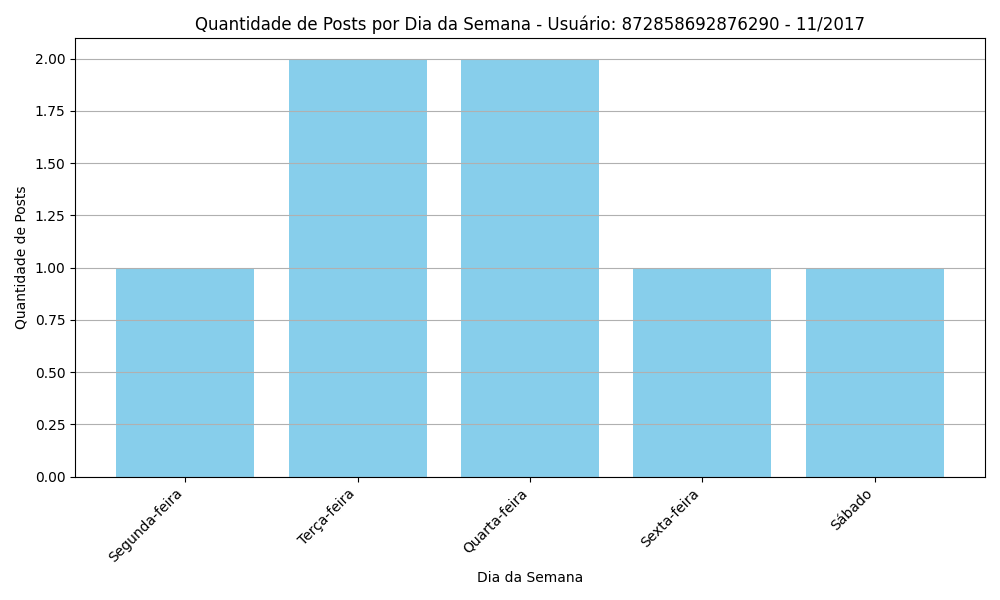 Quantidade de Posts por Dia da Semana - Usuário: 872858692876290 - 11/2017
Quantidade de Posts
2.00
1.75
1.50
1.25
1.00
0.75
0.50
0.25
0.00
Segunda-feira
Terça-feira
Quarta-feira
Sexta-feira
Sábado
Dia da Semana